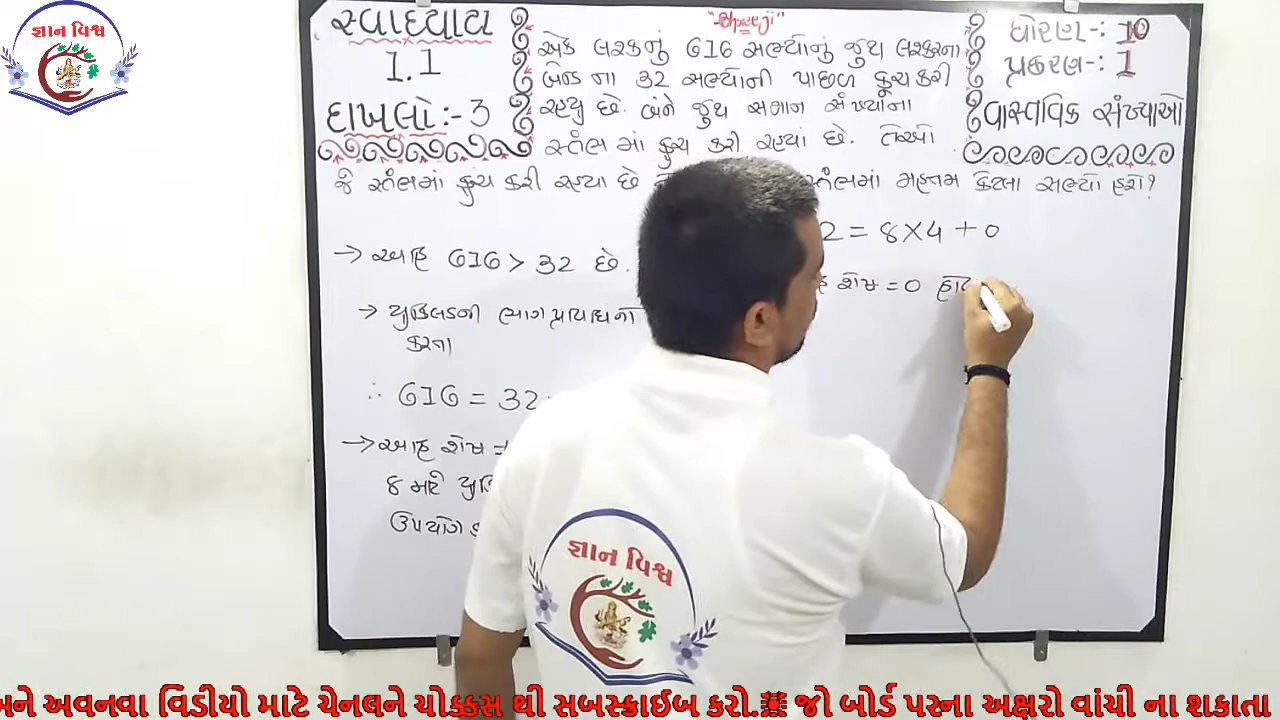 જ્ઞાન વિશ્વ
સ્વાધ્યાય
1.1
દાખલો:- 3
"Bharatji"
એક લશ્કરનું 616 સભ્યોનું જુથ લશ્કરના
બેન્ડ ના 32 સભ્યોની પાછળ કૂચ કરી
રહ્યુ છે. બંને જુથ સમાન સંખ્યાના
સ્તંભ માં કુચ કરી રહ્યાં છે. તેઓ
જે સ્તંભમાં કુચ કરી રહ્યા છે
સ્તંભમાં મહત્તમ કેટલા સભ્યો હશે?
ધોરણ-: 10
પ્રકરણ-: 1
વાસ્તવિક સંખ્યાઓ
→ આહિ 616 > 32 છે.
→ યુક્લિડની ભાગ પ્રવિધિનો
કરતા
∴ 616 = 32
→ આહિ શેષ =
8 માટે
ઉપયોગ
2 = 8 × 4 + 0
શેષ = 0
જ્ઞાન વિશ્વ
અને અવનવા વિડીયો માટે ચેનલને ચોક્કસ થી સબસ્ક્રાઈબ કરો. જો બોર્ડ પરના અક્ષરો વાંચી ના શકાતા